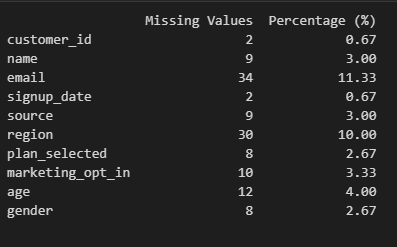 Missing Values  Percentage (%)
customer_id  2  0.67
name  9  3.00
email  34  11.33
signup_date  2  0.67
source  9  3.00
region  30  10.00
plan_selected  8  2.67
marketing_opt_in  10  3.33
age  12  4.00
gender  8  2.67